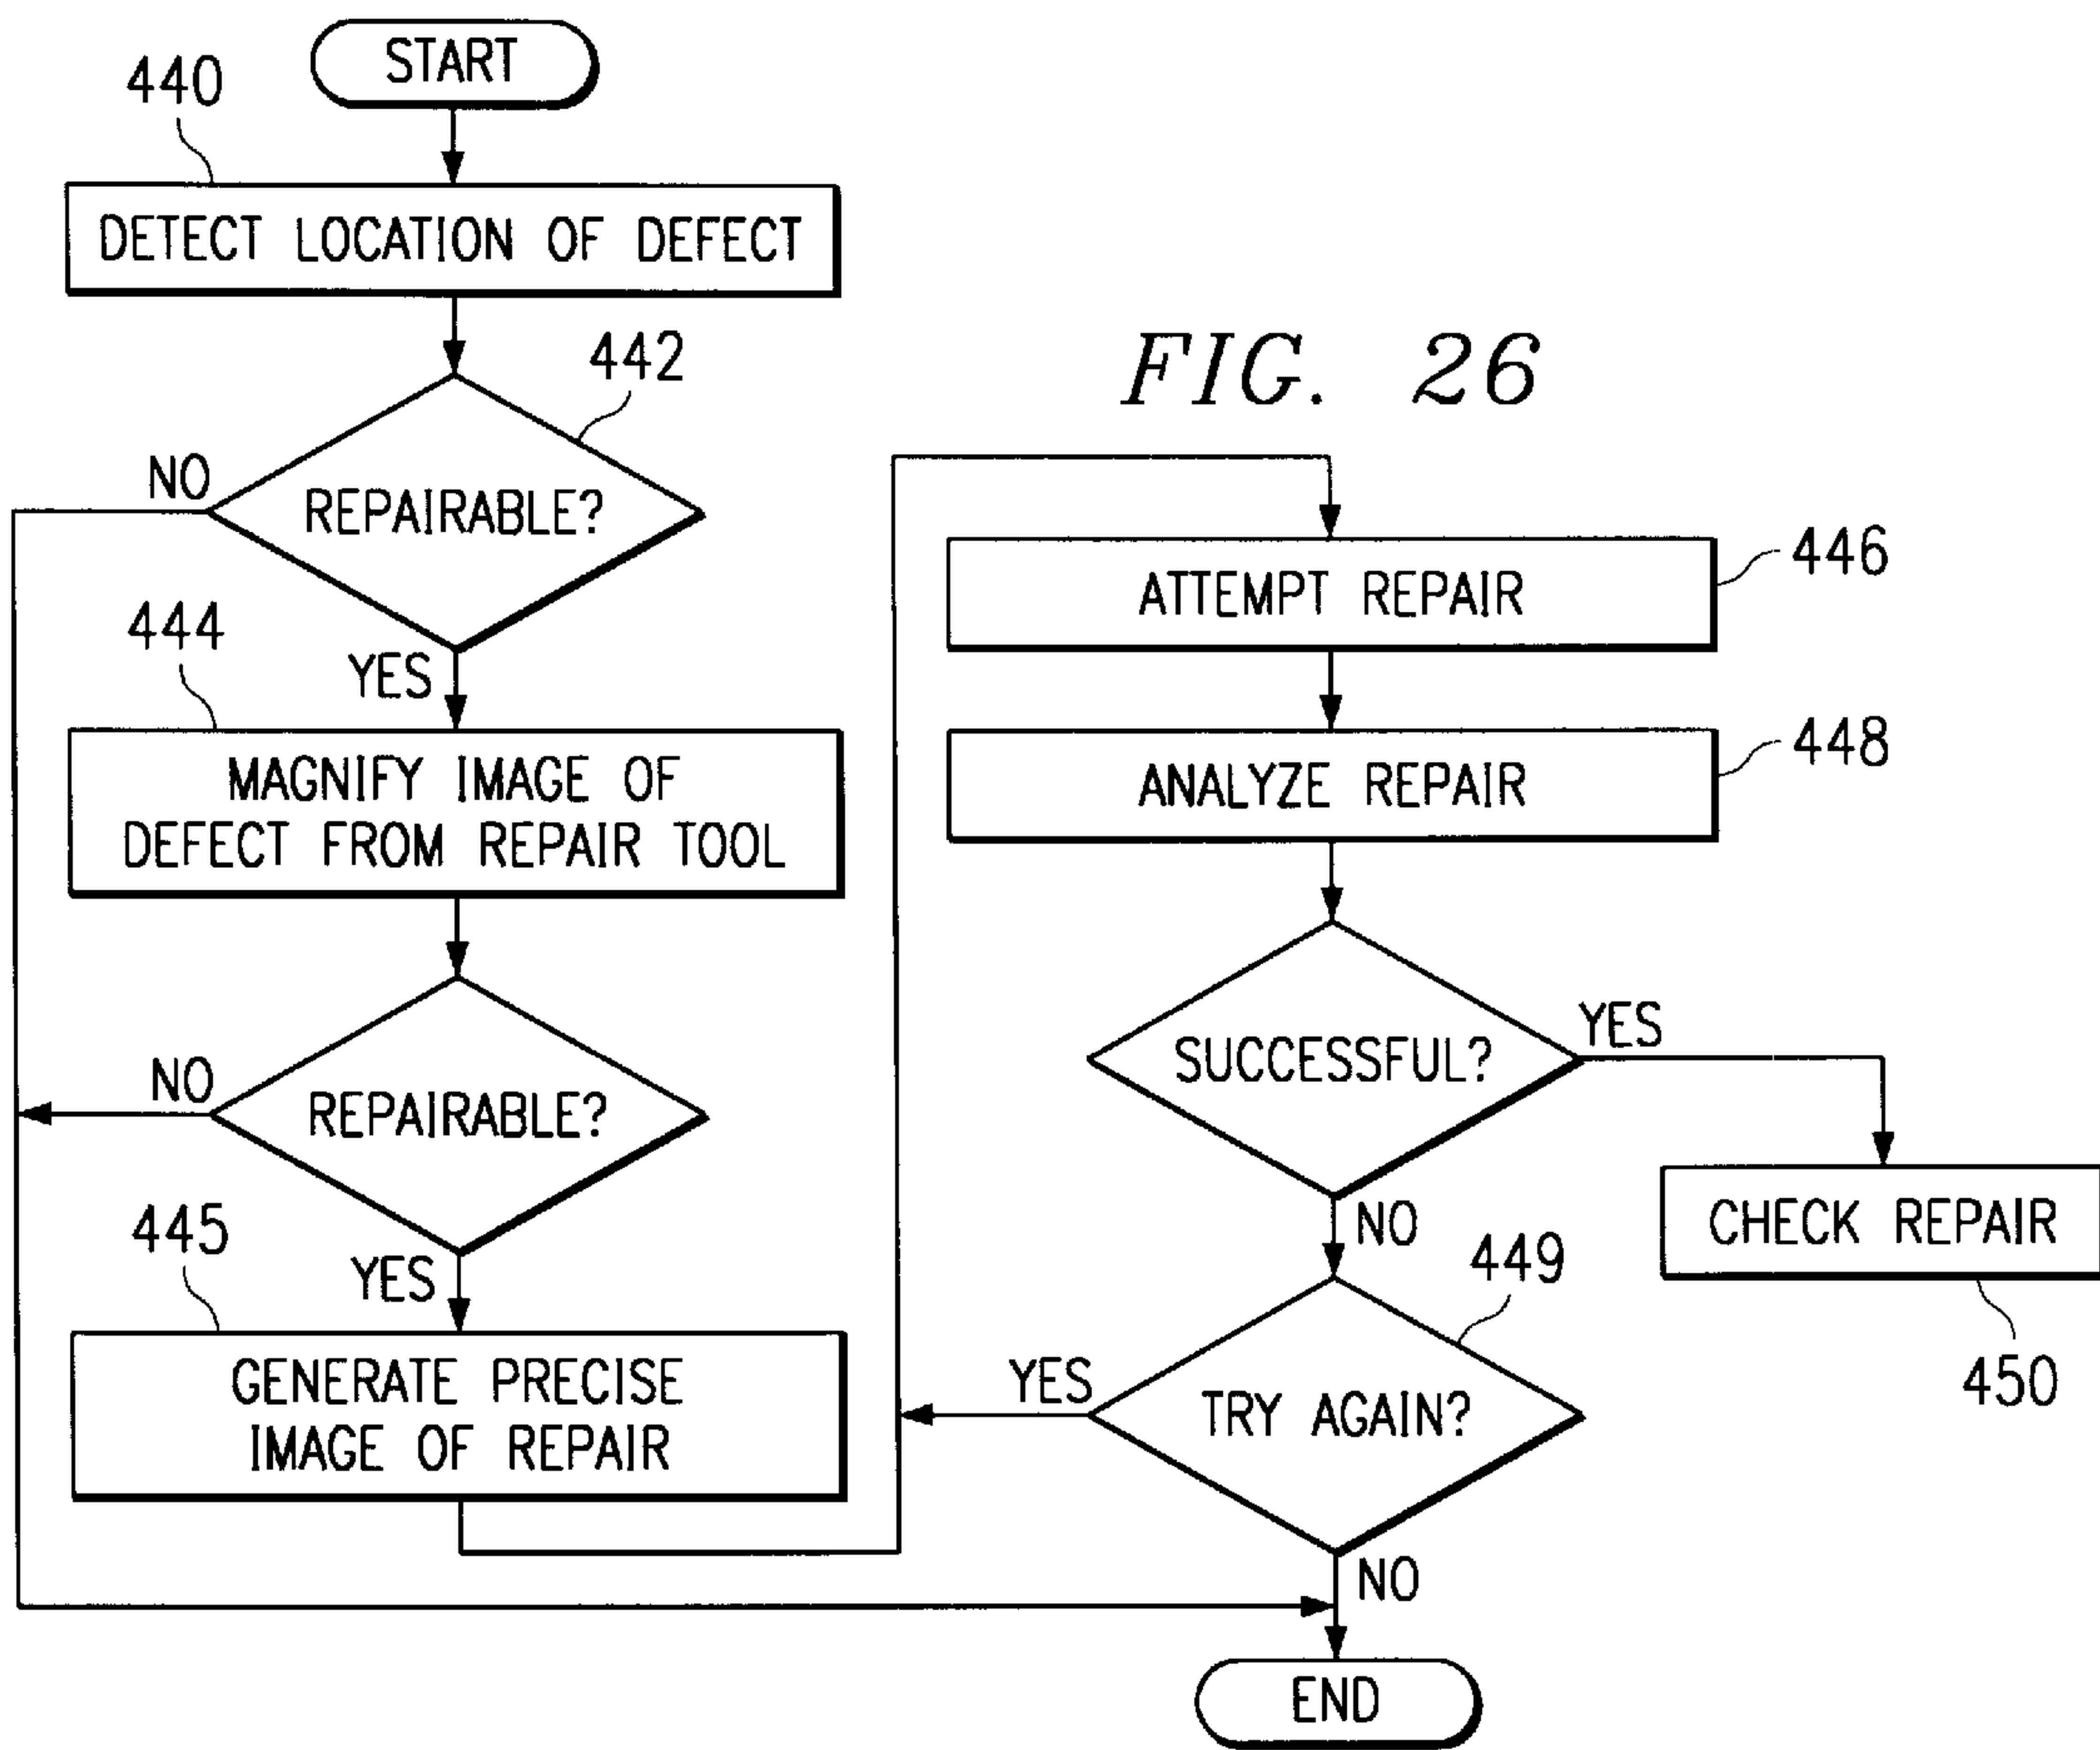 START
440
DETECT LOCATION OF DEFECT
442
NO
REPAIRABLE?
YES
444
MAGNIFY IMAGE OF
DEFECT FROM REPAIR TOOL
NO
REPAIRABLE?
YES
445
GENERATE PRECISE
IMAGE OF REPAIR
FIG. 26
ATTEMPT REPAIR
446
ANALYZE REPAIR
448
SUCCESSFUL?
YES
NO
CHECK REPAIR
450
449
YES
TRY AGAIN?
NO
END